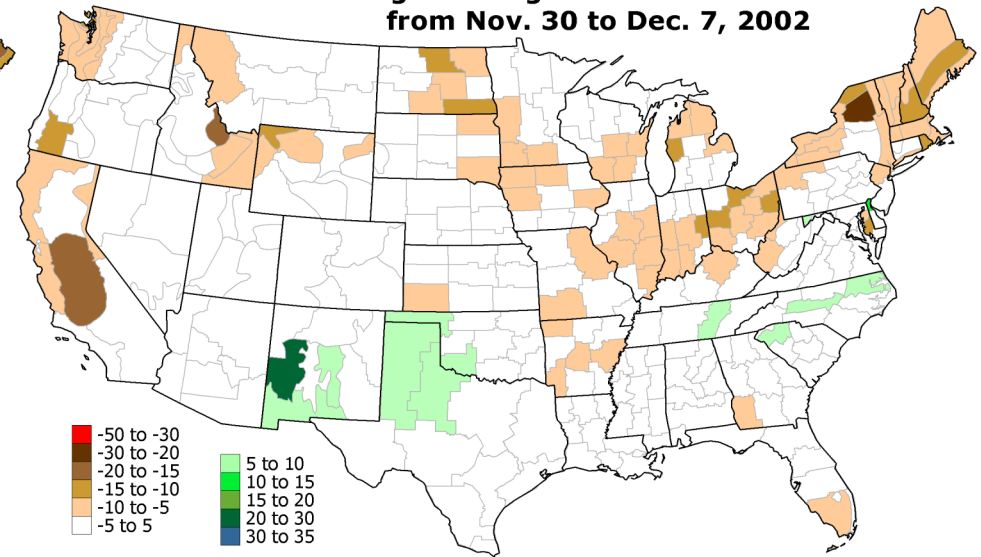 from Nov. 30 to Dec. 7, 2002
-50 to -30
-30 to -20
-20 to -15
-15 to -10
-10 to -5
-5 to 5
5 to 10
10 to 15
15 to 20
20 to 30
30 to 35